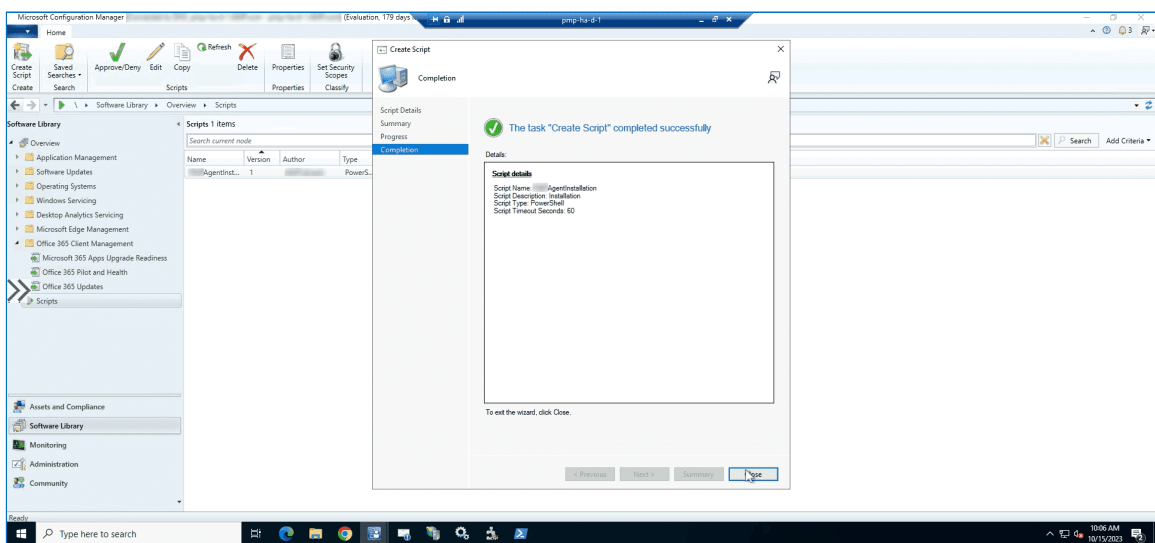 Microsoft Configuration Manager
(Evaluation, 179 days
pmp-ha-d-1
Home
3
Create Script
Saved Searches
Approve/Deny
Edit
Copy
Refresh
Delete
Properties
Set Security Scopes
Create
Search
Scripts
Properties
Classify
\ Software Library Overview Scripts
Software Library
Overview
Application Management
Software Updates
Operating Systems
Windows Servicing
Desktop Analytics Servicing
Microsoft Edge Management
Office 365 Client Management
Microsoft 365 Apps Upgrade Readiness
Office 365 Pilot and Health
Office 365 Updates
Scripts
Assets and Compliance
Software Library
Monitoring
Administration
Community
Scripts 1 items
Search current node
Search
Add Criteria
Name Version Author Type
AgentInst... 1 PowerS...
Create Script
Completion
Script Details
Summary
Progress
Completion
The task "Create Script" completed successfully
Details:
Script details
Script Name: AgentInstallation
Script Description: Installation
Script Type: PowerShell
Script Timeout Seconds: 60
To exit the wizard, click Close.
< Previous
Next >
Summary
Close
Ready
Type here to search
10:06 AM
10/15/2023
2